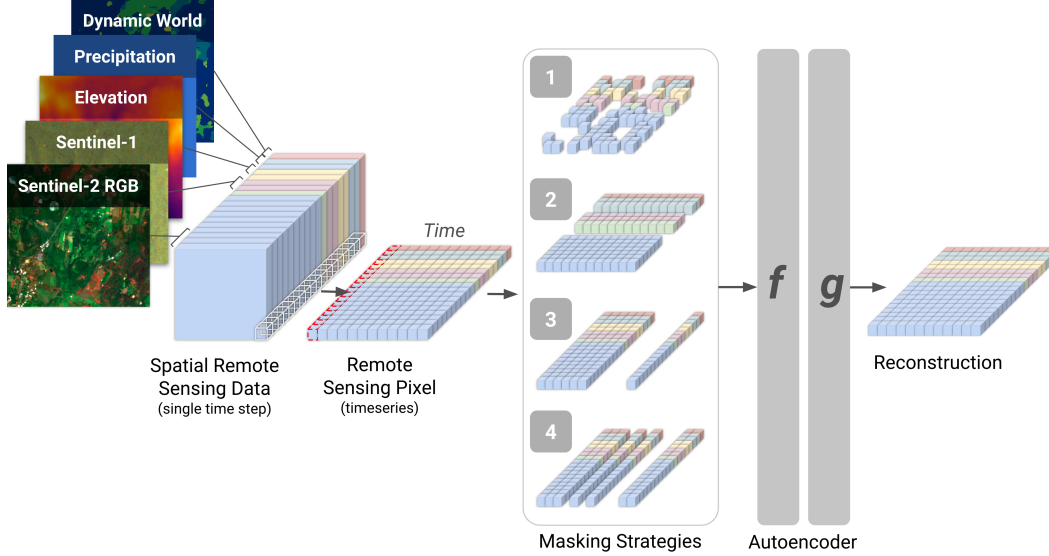 Dynamic World
Precipitation
Elevation
Sentinel-1
Sentinel-2 RGB
Spatial Remote
Sensing Data
(single time step)
Time
Remote
Sensing Pixel
(timeseries)
1
2
3
4
Masking Strategies
f
g
Autoencoder
Reconstruction